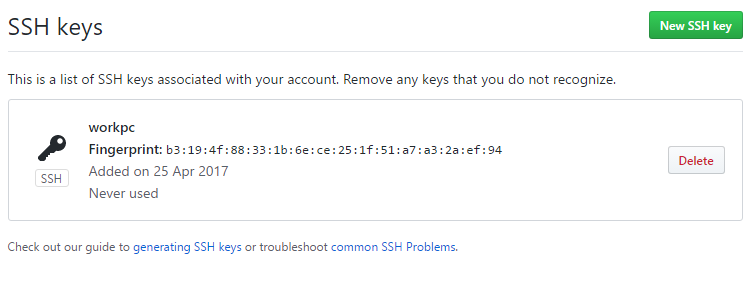 SSH keys
New SSH key
This is a list of SSH keys associated with your account. Remove any keys that you do not recognize.
workpc
Fingerprint: b3:19:4f:88:33:1b:6e:ce:25:1f:51:a7:a3:2a:ef:94
SSH
Added on 25 Apr 2017
Never used
Delete
Check out our guide to generating SSH keys or troubleshoot common SSH Problems.